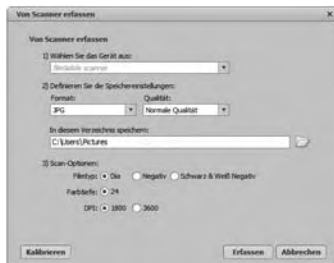 Von Scanner erfassen
Von Scanner erfassen
1) Wählen Sie das Gerät aus:
Reflekta scanner
2) Definieren Sie die Speichereinstellungen:
Format: Qualität:
JPG Normale Qualität
In diesem Verzeichnis speichern:
C:\Users\Pictures
3) Scan-Optionen:
Filmtyp: Dia Negativ Schwarz & Weiß Negativ
Farbtiefe: 24
DPI: 1800 3600
Kalibrieren Erfassen Abbrechen